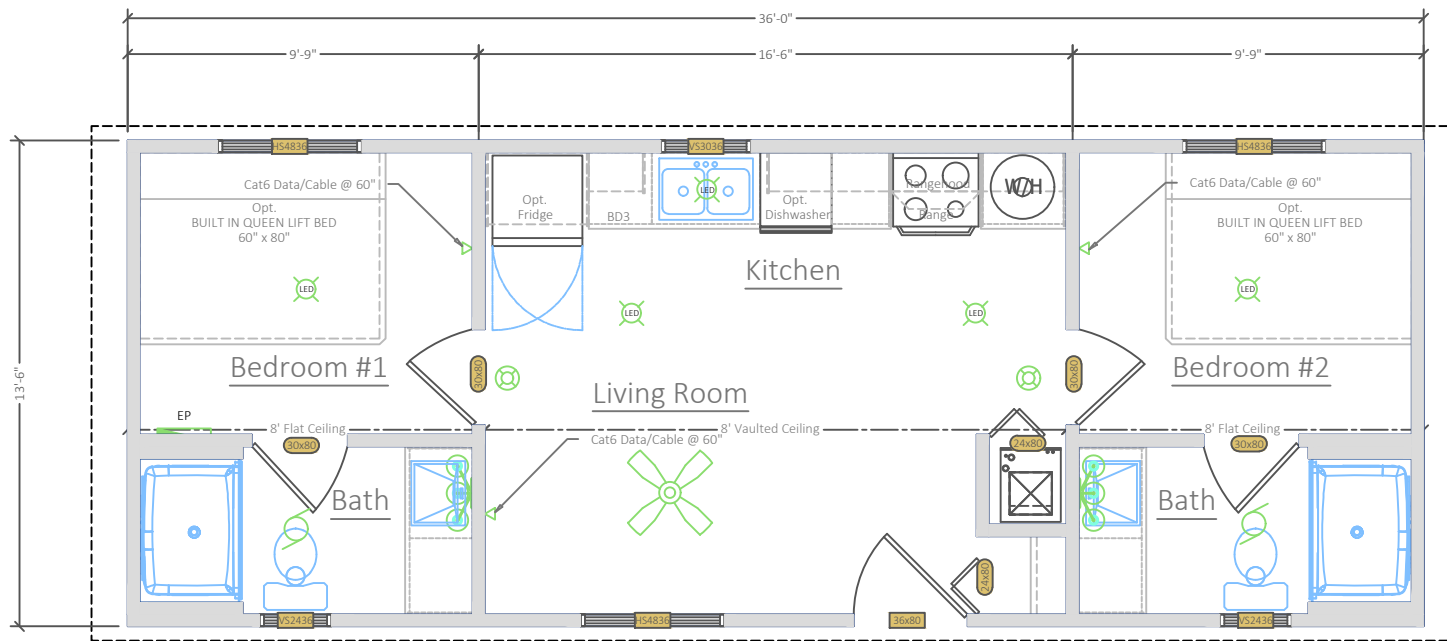 36'-0"
9'-9"
16'-6"
9'-9"
13'-6"
HS4836
VS3036
HS4836
Cat6 Data/Cable @ 60"
Opt.
BUILT IN QUEEN LIFT BED
60" x 80"
LED
Opt.
Fridge
BD3
LED
Opt.
Dishwasher
Rangehood
Range
W/H
Cat6 Data/Cable @ 60"
Opt.
BUILT IN QUEEN LIFT BED
60" x 80"
LED
Kitchen
LED
LED
Bedroom #1
30x80
Living Room
30x80
Bedroom #2
EP
8' Flat Ceiling
30x80
8' Vaulted Ceiling
Cat6 Data/Cable @ 60"
24x80
8' Flat Ceiling
30x80
Bath
Bath
24x80
VS2436
HS4836
36x80
VS2436